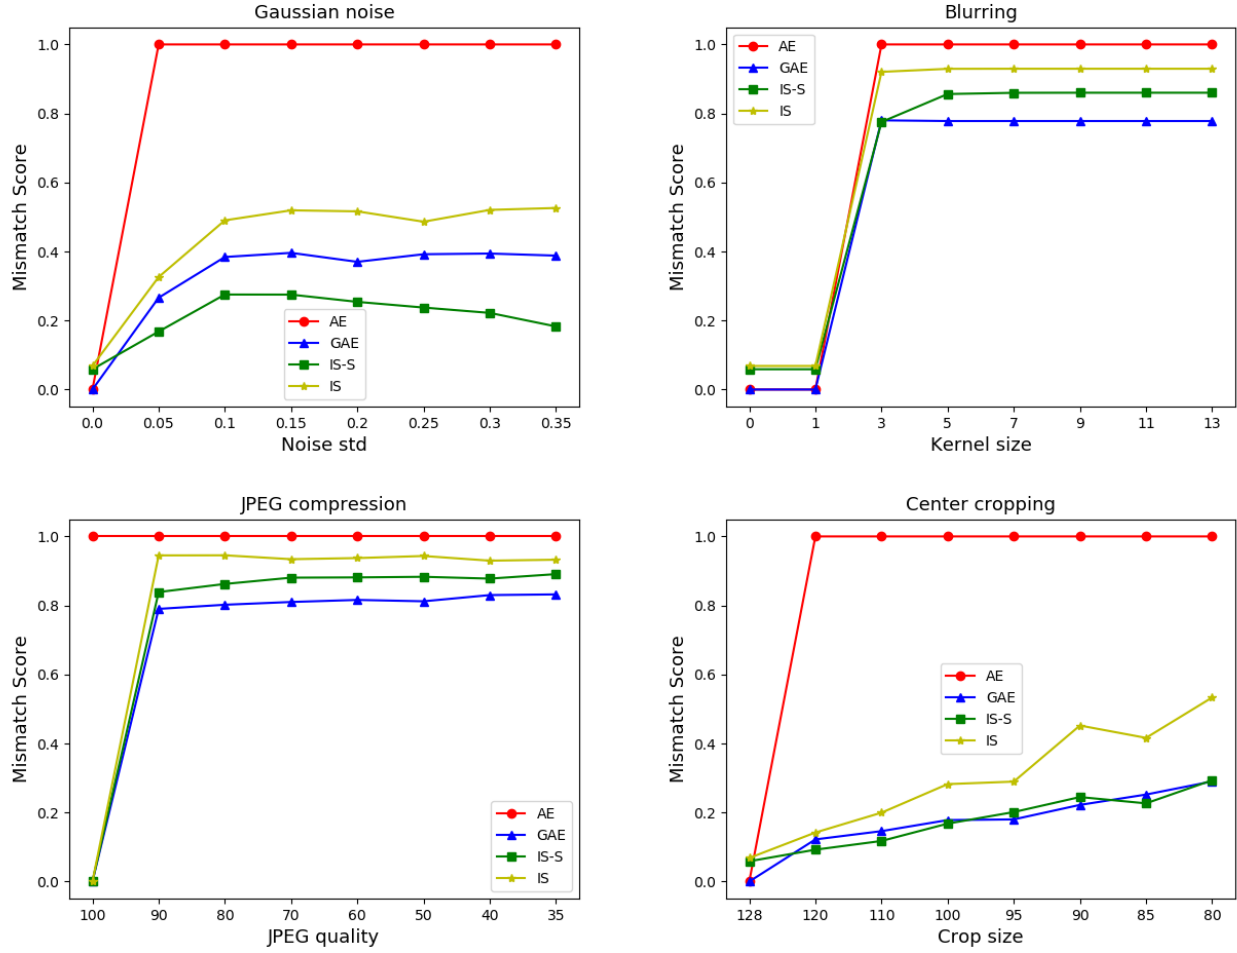 Gaussian noise
Mismatch Score
1.0
0.8
0.6
0.4
0.2
0.0
AE
GAE
IS-S
IS
0.0 0.05 0.1 0.15 0.2 0.25 0.3 0.35
Noise std
Blurring
Mismatch Score
1.0
0.8
0.6
0.4
0.2
0.0
AE
GAE
IS-S
IS
0 1 3 5 7 9 11 13
Kernel size
JPEG compression
Mismatch Score
1.0
0.8
0.6
0.4
0.2
0.0
AE
GAE
IS-S
IS
100 90 80 70 60 50 40 35
JPEG quality
Center cropping
Mismatch Score
1.0
0.8
0.6
0.4
0.2
0.0
AE
GAE
IS-S
IS
128 120 110 100 95 90 85 80
Crop size